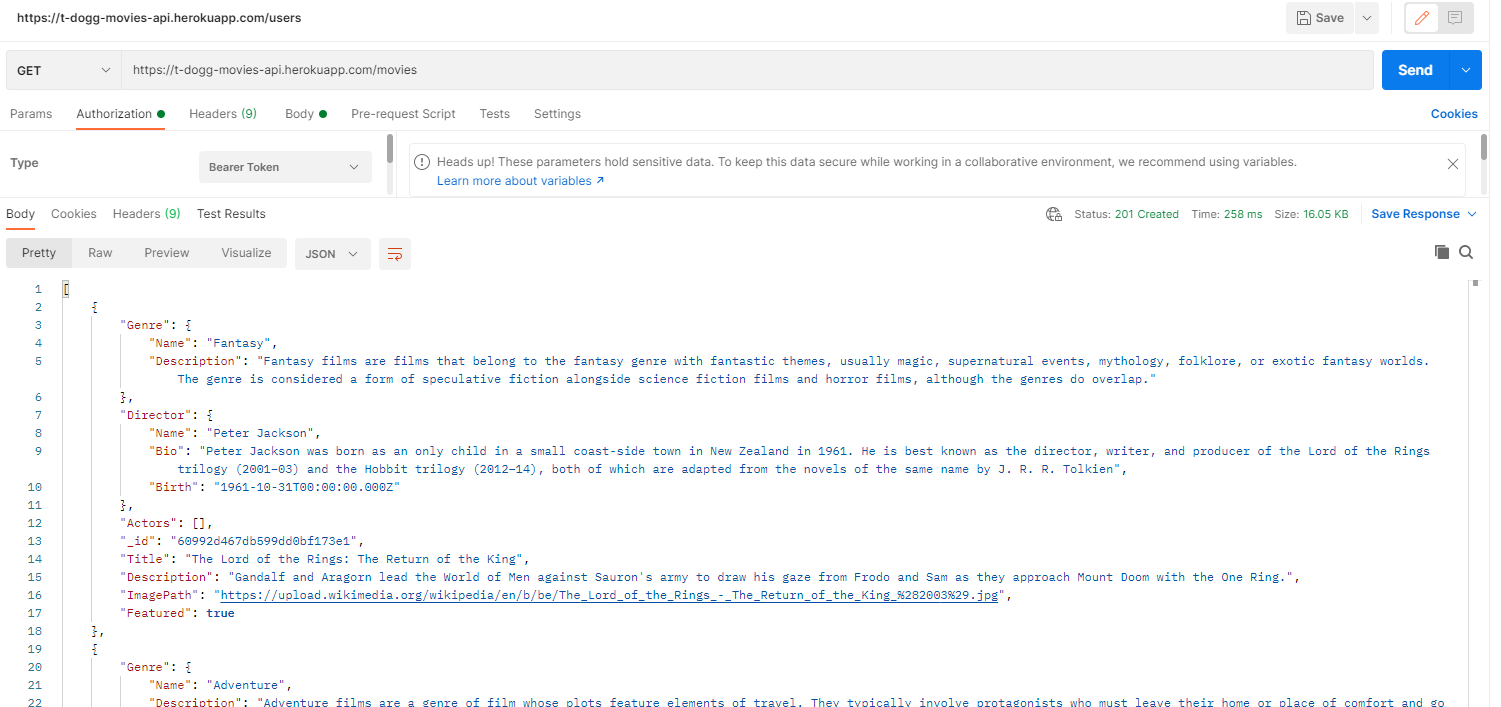 https://t-dogg-movies-api.herokuapp.com/users
Save
GET
https://t-dogg-movies-api.herokuapp.com/movies
Send
Params Authorization Headers (9) Body Pre-request Script Tests Settings Cookies
Type
Bearer Token
Heads up! These parameters hold sensitive data. To keep this data secure while working in a collaborative environment, we recommend using variables.
Learn more about variables ↗
Body Cookies Headers (9) Test Results Status: 201 Created Time: 258 ms Size: 16.05 KB Save Response
Pretty Raw Preview Visualize JSON
1 [
2 {
3 "Genre": {
4 "Name": "Fantasy",
5 "Description": "Fantasy films are films that belong to the fantasy genre with fantastic themes, usually magic, supernatural events, mythology, folklore, or exotic fantasy worlds.
The genre is considered a form of speculative fiction alongside science fiction films and horror films, although the genres do overlap."
6 },
7 "Director": {
8 "Name": "Peter Jackson",
9 "Bio": "Peter Jackson was born as an only child in a small coast-side town in New Zealand in 1961. He is best known as the director, writer, and producer of the Lord of the Rings
trilogy (2001–03) and the Hobbit trilogy (2012–14), both of which are adapted from the novels of the same name by J. R. R. Tolkien",
10 "Birth": "1961-10-31T00:00:00.000Z"
11 },
12 "Actors": [],
13 "_id": "60992d467db599dd0bf173e1",
14 "Title": "The Lord of the Rings: The Return of the King",
15 "Description": "Gandalf and Aragorn lead the World of Men against Sauron's army to draw his gaze from Frodo and Sam as they approach Mount Doom with the One Ring.",
16 "ImagePath": "https://upload.wikimedia.org/wikipedia/en/b/be/The_Lord_of_the_Rings_-_The_Return_of_the_King_%282003%29.jpg",
17 "Featured": true
18 },
19 {
20 "Genre": {
21 "Name": "Adventure",
22 "Description": "Adventure films are a genre of film whose plots feature elements of travel. They typically involve protagonists who must leave their home or place of comfort and go